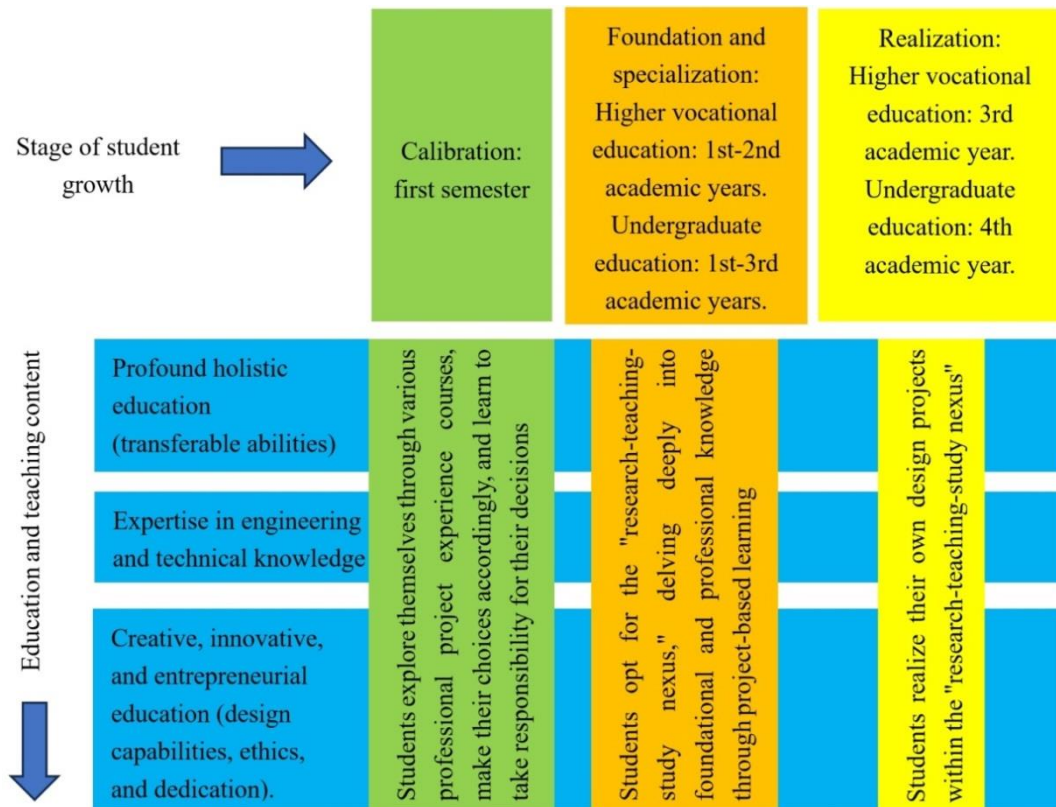 Stage of student
growth
Calibration:
first semester
Foundation and
specialization:
Higher vocational
education: 1st-2nd
academic years.
Undergraduate
education: 1st-3rd
academic years.
Realization:
Higher vocational
education: 3rd
academic year.
Undergraduate
education: 4th
academic year.
Education and teaching content
Profound holistic
education
(transferable abilities)
Expertise in engineering
and technical knowledge
Creative, innovative,
and entrepreneurial
education (design
capabilities, ethics,
and dedication).
Students explore themselves through various
professional project experience courses,
make their choices accordingly, and learn to
take responsibility for their decisions
Students opt for the "research-teaching-
study nexus," delving deeply into
foundational and professional knowledge
through project-based learning
Students realize their own design projects
within the "research-teaching-study nexus"